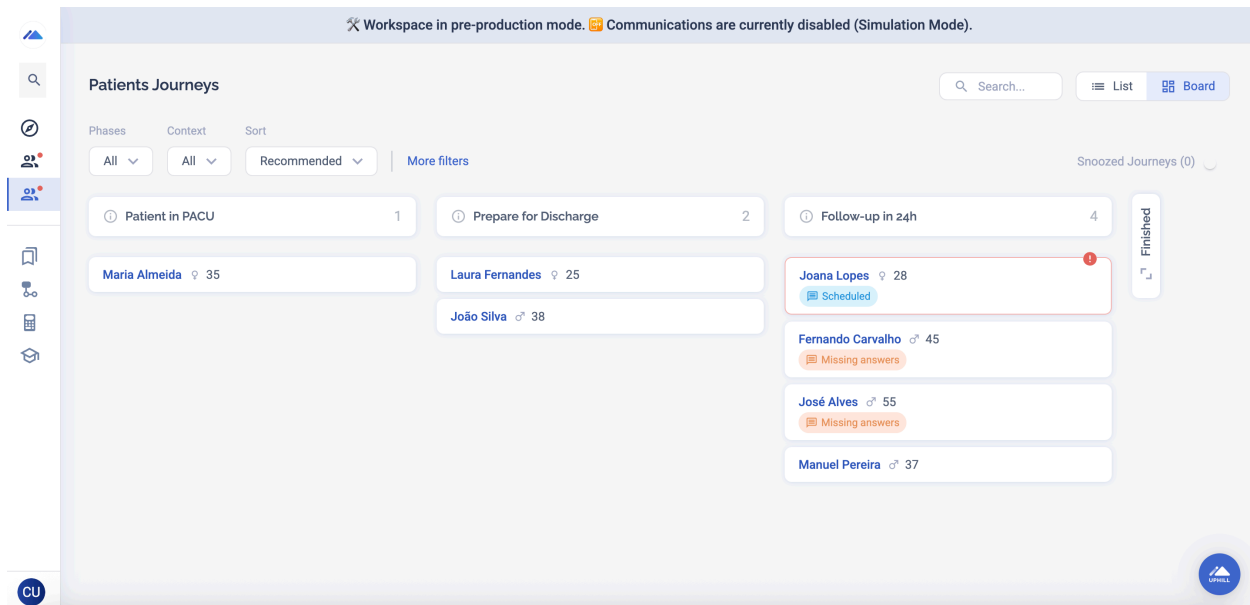 🛠 Workspace in pre-production mode. Communications are currently disabled (Simulation Mode).
Patients Journeys
Search...
List
Board
Phases
Context
Sort
All
All
Recommended
More filters
Snoozed Journeys (0)
Patient in PACU 1
Maria Almeida ♀ 35
Prepare for Discharge 2
Laura Fernandes ♀ 25
João Silva ♂ 38
Follow-up in 24h 4
Joana Lopes ♀ 28
Scheduled
Fernando Carvalho ♂ 45
Missing answers
José Alves ♂ 55
Missing answers
Manuel Pereira ♂ 37
Finished
CU
UPHILL